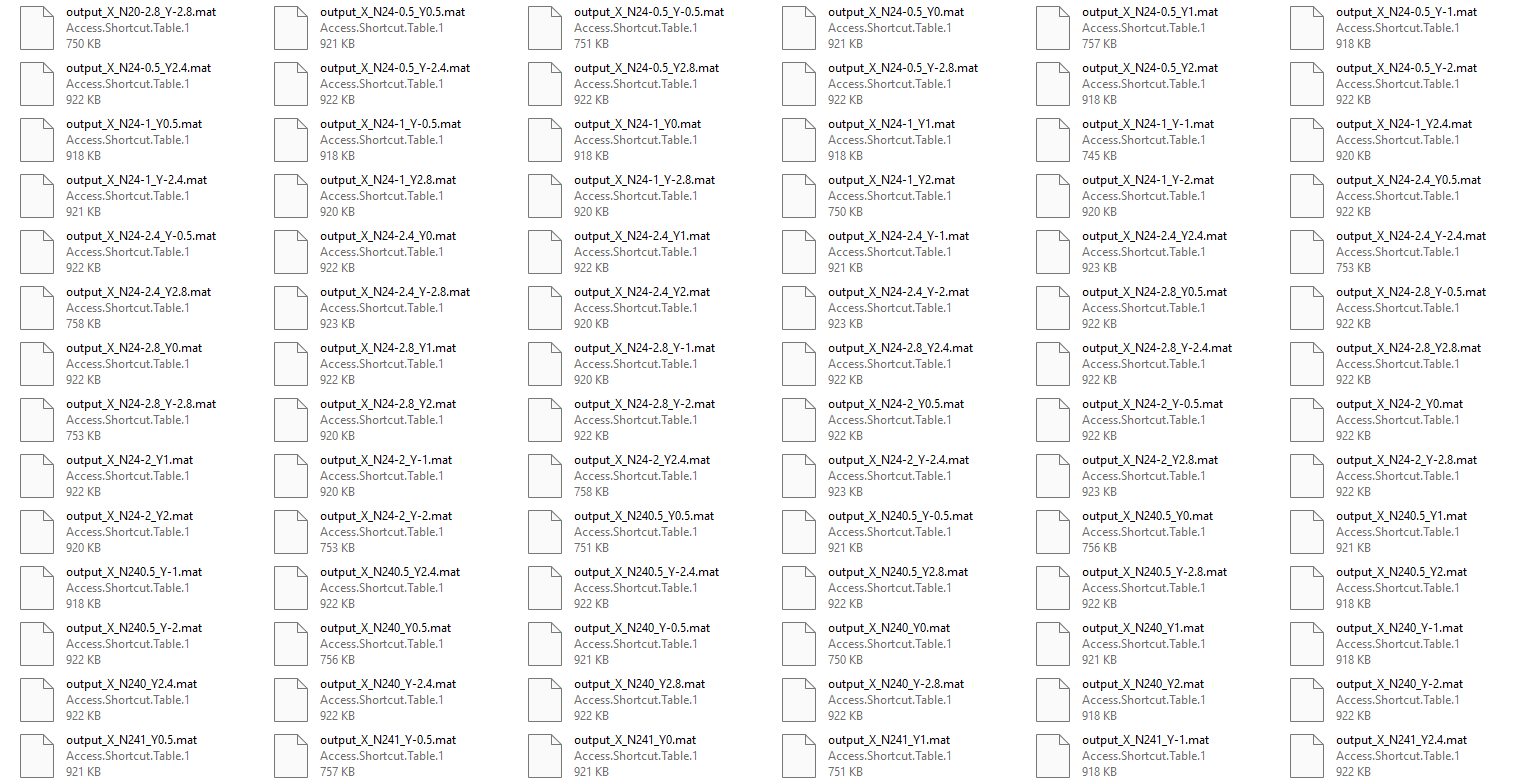 output_X_N20-2.8_Y-2.8.mat
Access.Shortcut.Table.1
750 KB
output_X_N24-0.5_Y0.5.mat
Access.Shortcut.Table.1
921 KB
output_X_N24-0.5_Y-0.5.mat
Access.Shortcut.Table.1
751 KB
output_X_N24-0.5_Y0.mat
Access.Shortcut.Table.1
921 KB
output_X_N24-0.5_Y1.mat
Access.Shortcut.Table.1
757 KB
output_X_N24-0.5_Y-1.mat
Access.Shortcut.Table.1
918 KB
output_X_N24-0.5_Y2.4.mat
Access.Shortcut.Table.1
922 KB
output_X_N24-0.5_Y-2.4.mat
Access.Shortcut.Table.1
922 KB
output_X_N24-0.5_Y2.8.mat
Access.Shortcut.Table.1
922 KB
output_X_N24-0.5_Y-2.8.mat
Access.Shortcut.Table.1
922 KB
output_X_N24-0.5_Y2.mat
Access.Shortcut.Table.1
918 KB
output_X_N24-0.5_Y-2.mat
Access.Shortcut.Table.1
922 KB
output_X_N24-1_Y0.5.mat
Access.Shortcut.Table.1
918 KB
output_X_N24-1_Y-0.5.mat
Access.Shortcut.Table.1
918 KB
output_X_N24-1_Y0.mat
Access.Shortcut.Table.1
918 KB
output_X_N24-1_Y1.mat
Access.Shortcut.Table.1
918 KB
output_X_N24-1_Y-1.mat
Access.Shortcut.Table.1
745 KB
output_X_N24-1_Y2.4.mat
Access.Shortcut.Table.1
920 KB
output_X_N24-1_Y-2.4.mat
Access.Shortcut.Table.1
921 KB
output_X_N24-1_Y2.8.mat
Access.Shortcut.Table.1
920 KB
output_X_N24-1_Y-2.8.mat
Access.Shortcut.Table.1
920 KB
output_X_N24-1_Y2.mat
Access.Shortcut.Table.1
750 KB
output_X_N24-1_Y-2.mat
Access.Shortcut.Table.1
920 KB
output_X_N24-2.4_Y0.5.mat
Access.Shortcut.Table.1
922 KB
output_X_N24-2.4_Y-0.5.mat
Access.Shortcut.Table.1
922 KB
output_X_N24-2.4_Y0.mat
Access.Shortcut.Table.1
922 KB
output_X_N24-2.4_Y1.mat
Access.Shortcut.Table.1
922 KB
output_X_N24-2.4_Y-1.mat
Access.Shortcut.Table.1
921 KB
output_X_N24-2.4_Y2.4.mat
Access.Shortcut.Table.1
923 KB
output_X_N24-2.4_Y-2.4.mat
Access.Shortcut.Table.1
753 KB
output_X_N24-2.4_Y2.8.mat
Access.Shortcut.Table.1
758 KB
output_X_N24-2.4_Y-2.8.mat
Access.Shortcut.Table.1
923 KB
output_X_N24-2.4_Y2.mat
Access.Shortcut.Table.1
920 KB
output_X_N24-2.4_Y-2.mat
Access.Shortcut.Table.1
923 KB
output_X_N24-2.8_Y0.5.mat
Access.Shortcut.Table.1
922 KB
output_X_N24-2.8_Y-0.5.mat
Access.Shortcut.Table.1
922 KB
output_X_N24-2.8_Y0.mat
Access.Shortcut.Table.1
922 KB
output_X_N24-2.8_Y1.mat
Access.Shortcut.Table.1
922 KB
output_X_N24-2.8_Y-1.mat
Access.Shortcut.Table.1
920 KB
output_X_N24-2.8_Y2.4.mat
Access.Shortcut.Table.1
922 KB
output_X_N24-2.8_Y-2.4.mat
Access.Shortcut.Table.1
922 KB
output_X_N24-2.8_Y2.8.mat
Access.Shortcut.Table.1
922 KB
output_X_N24-2.8_Y-2.8.mat
Access.Shortcut.Table.1
753 KB
output_X_N24-2.8_Y2.mat
Access.Shortcut.Table.1
920 KB
output_X_N24-2.8_Y-2.mat
Access.Shortcut.Table.1
922 KB
output_X_N24-2_Y0.5.mat
Access.Shortcut.Table.1
922 KB
output_X_N24-2_Y-0.5.mat
Access.Shortcut.Table.1
922 KB
output_X_N24-2_Y0.mat
Access.Shortcut.Table.1
922 KB
output_X_N24-2_Y1.mat
Access.Shortcut.Table.1
922 KB
output_X_N24-2_Y-1.mat
Access.Shortcut.Table.1
920 KB
output_X_N24-2_Y2.4.mat
Access.Shortcut.Table.1
758 KB
output_X_N24-2_Y-2.4.mat
Access.Shortcut.Table.1
923 KB
output_X_N24-2_Y2.8.mat
Access.Shortcut.Table.1
923 KB
output_X_N24-2_Y-2.8.mat
Access.Shortcut.Table.1
922 KB
output_X_N24-2_Y2.mat
Access.Shortcut.Table.1
920 KB
output_X_N24-2_Y-2.mat
Access.Shortcut.Table.1
753 KB
output_X_N240.5_Y0.5.mat
Access.Shortcut.Table.1
751 KB
output_X_N240.5_Y-0.5.mat
Access.Shortcut.Table.1
921 KB
output_X_N240.5_Y0.mat
Access.Shortcut.Table.1
756 KB
output_X_N240.5_Y1.mat
Access.Shortcut.Table.1
921 KB
output_X_N240.5_Y-1.mat
Access.Shortcut.Table.1
918 KB
output_X_N240.5_Y2.4.mat
Access.Shortcut.Table.1
922 KB
output_X_N240.5_Y-2.4.mat
Access.Shortcut.Table.1
922 KB
output_X_N240.5_Y2.8.mat
Access.Shortcut.Table.1
922 KB
output_X_N240.5_Y-2.8.mat
Access.Shortcut.Table.1
922 KB
output_X_N240.5_Y2.mat
Access.Shortcut.Table.1
918 KB
output_X_N240.5_Y-2.mat
Access.Shortcut.Table.1
922 KB
output_X_N240_Y0.5.mat
Access.Shortcut.Table.1
756 KB
output_X_N240_Y-0.5.mat
Access.Shortcut.Table.1
921 KB
output_X_N240_Y0.mat
Access.Shortcut.Table.1
750 KB
output_X_N240_Y1.mat
Access.Shortcut.Table.1
921 KB
output_X_N240_Y-1.mat
Access.Shortcut.Table.1
918 KB
output_X_N240_Y2.4.mat
Access.Shortcut.Table.1
922 KB
output_X_N240_Y-2.4.mat
Access.Shortcut.Table.1
922 KB
output_X_N240_Y2.8.mat
Access.Shortcut.Table.1
922 KB
output_X_N240_Y-2.8.mat
Access.Shortcut.Table.1
922 KB
output_X_N240_Y2.mat
Access.Shortcut.Table.1
918 KB
output_X_N240_Y-2.mat
Access.Shortcut.Table.1
922 KB
output_X_N241_Y0.5.mat
Access.Shortcut.Table.1
921 KB
output_X_N241_Y-0.5.mat
Access.Shortcut.Table.1
757 KB
output_X_N241_Y0.mat
Access.Shortcut.Table.1
921 KB
output_X_N241_Y1.mat
Access.Shortcut.Table.1
751 KB
output_X_N241_Y-1.mat
Access.Shortcut.Table.1
918 KB
output_X_N241_Y2.4.mat
Access.Shortcut.Table.1
922 KB